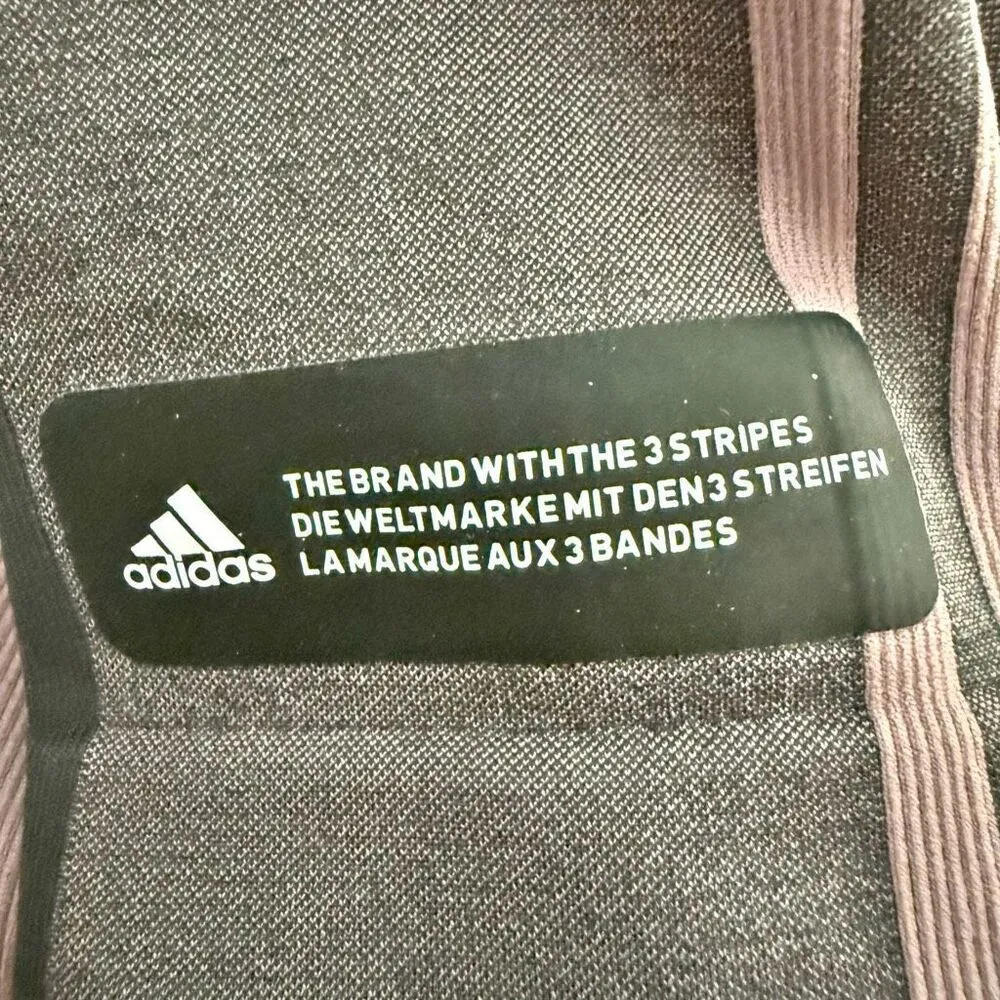 adidas
THE BRAND WITH THE 3 STRIPES
DIE WELTMARKE MIT DEN 3 STREIFEN
LA MARQUE AUX 3 BANDES